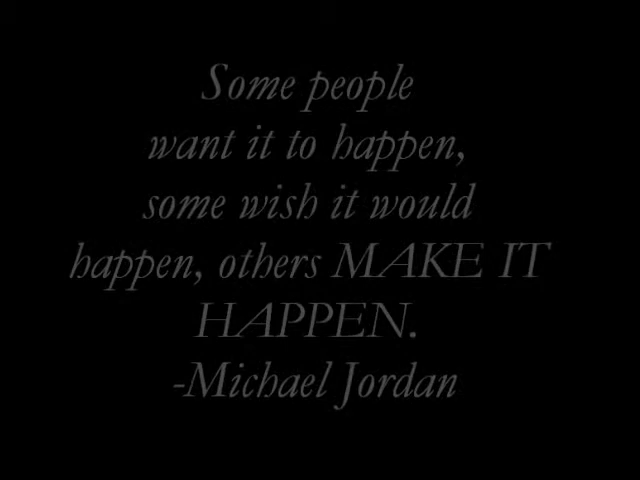 Some people
want it to happen,
some wish it would
happen, others MAKE IT
HAPPEN.
-Michael Jordan